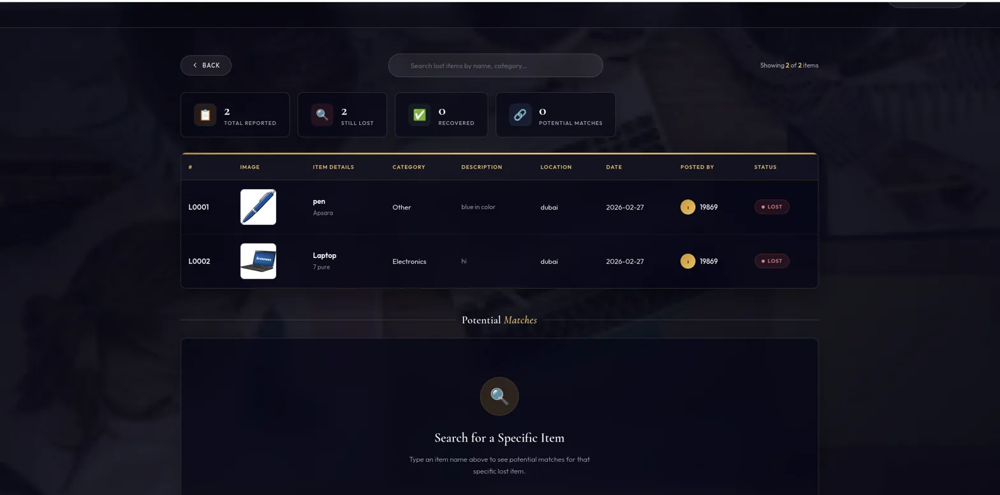 BACK
Search lost items by name, category...
Showing 2 of 2 items
2
TOTAL REPORTED
2
STILL LOST
0
RECOVERED
0
POTENTIAL MATCHES
# IMAGE ITEM DETAILS CATEGORY DESCRIPTION LOCATION DATE POSTED BY STATUS
L0001 pen Other blue in color dubai 2026-02-27 1 19869 LOST
Apsara
lenovo
L0002 Laptop Electronics hi dubai 2026-02-27 1 19869 LOST
7 pure
Potential Matches
Search for a Specific Item
Type an item name above to see potential matches for that
specific lost item.